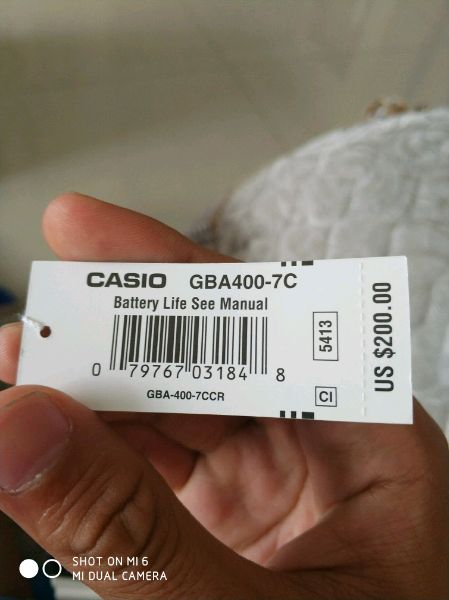 CASIO GBA400-7C
Battery Life See Manual
0 79767 03184 8
GBA-400-7CCR
5413
CI
US $200.00
SHOT ON MI 6
MI DUAL CAMERA